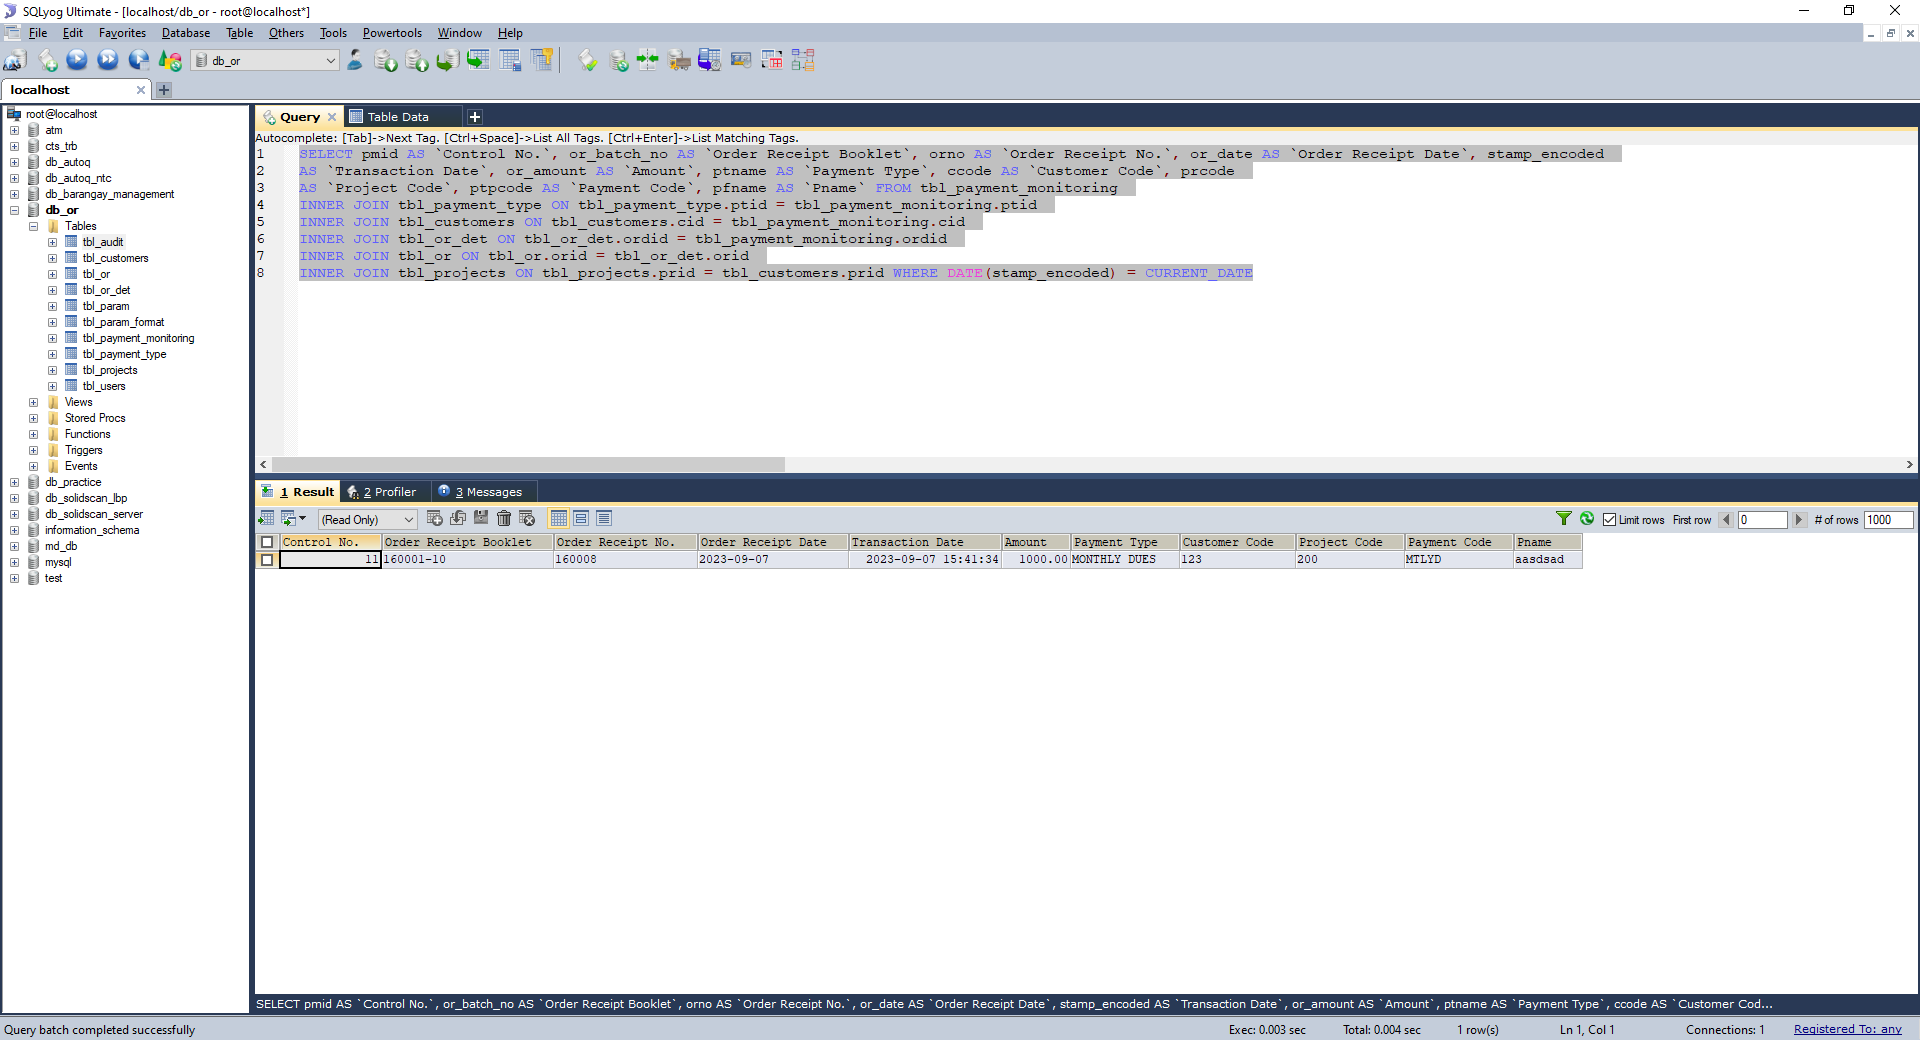 SQLyog Ultimate - [localhost/db_or - root@localhost*]
File Edit Favorites Database Table Others Tools Powertools Window Help
db_or
localhost
root@localhost
atm
cts_trb
db_autoq
db_autoq_ntc
db_barangay_management
db_or
Tables
tbl_audit
tbl_customers
tbl_or
tbl_or_det
tbl_param
tbl_param_format
tbl_payment_monitoring
tbl_payment_type
tbl_projects
tbl_users
Views
Stored Procs
Functions
Triggers
Events
db_practice
db_solidscan_lbp
db_solidscan_server
information_schema
md_db
mysql
test
Query Table Data
Autocomplete: [Tab]->Next Tag. [Ctrl+Space]->List All Tags. [Ctrl+Enter]->List Matching Tags.
1 SELECT pmid AS `Control No.`, or_batch_no AS `Order Receipt Booklet`, orno AS `Order Receipt No.`, or_date AS `Order Receipt Date`, stamp_encoded
2 AS `Transaction Date`, or_amount AS `Amount`, ptname AS `Payment Type`, ccode AS `Customer Code`, prcode
3 AS `Project Code`, ptpcode AS `Payment Code`, pfname AS `Pname` FROM tbl_payment_monitoring
4 INNER JOIN tbl_payment_type ON tbl_payment_type.ptid = tbl_payment_monitoring.ptid
5 INNER JOIN tbl_customers ON tbl_customers.cid = tbl_payment_monitoring.cid
6 INNER JOIN tbl_or_det ON tbl_or_det.ordid = tbl_payment_monitoring.ordid
7 INNER JOIN tbl_or ON tbl_or.orid = tbl_or_det.orid
8 INNER JOIN tbl_projects ON tbl_projects.prid = tbl_customers.prid WHERE DATE(stamp_encoded) = CURRENT_DATE
1 Result 2 Profiler 3 Messages
(Read Only) Limit rows First row 0 # of rows 1000
Control No. Order Receipt Booklet Order Receipt No. Order Receipt Date Transaction Date Amount Payment Type Customer Code Project Code Payment Code Pname
11 160001-10 160008 2023-09-07 2023-09-07 15:41:34 1000.00 MONTHLY DUES 123 200 MTLYD aasdsad
SELECT pmid AS `Control No.`, or_batch_no AS `Order Receipt Booklet`, orno AS `Order Receipt No.`, or_date AS `Order Receipt Date`, stamp_encoded AS `Transaction Date`, or_amount AS `Amount`, ptname AS `Payment Type`, ccode AS `Customer Cod...
Query batch completed successfully Exec: 0.003 sec Total: 0.004 sec 1 row(s) Ln 1, Col 1 Connections: 1 Registered To: any